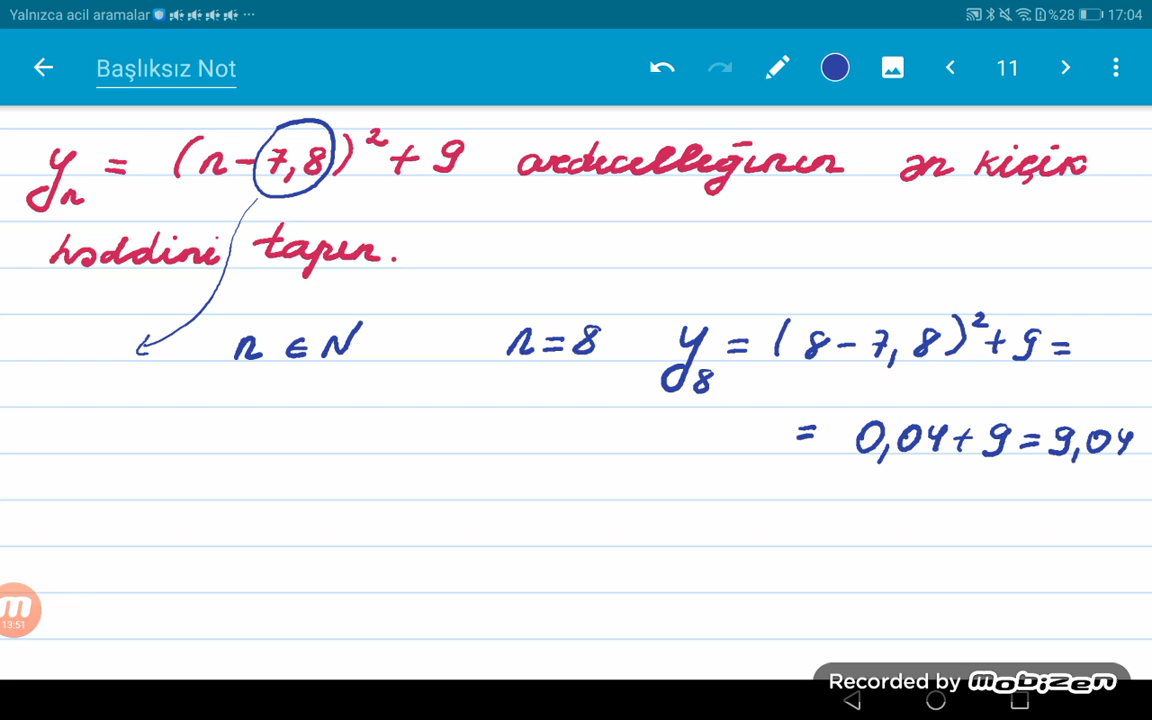 Yalnızca acil aramalar ... %28 17:04
Başlıksız Not 11
yₙ = (n-7,8)² + 9 ardıcıllığının ən kiçik
həddini tapın.
n ∈ N n=8 y₈ = (8-7,8)²+9=
= 0,04+9=9,04
13:51
Recorded by mobizen